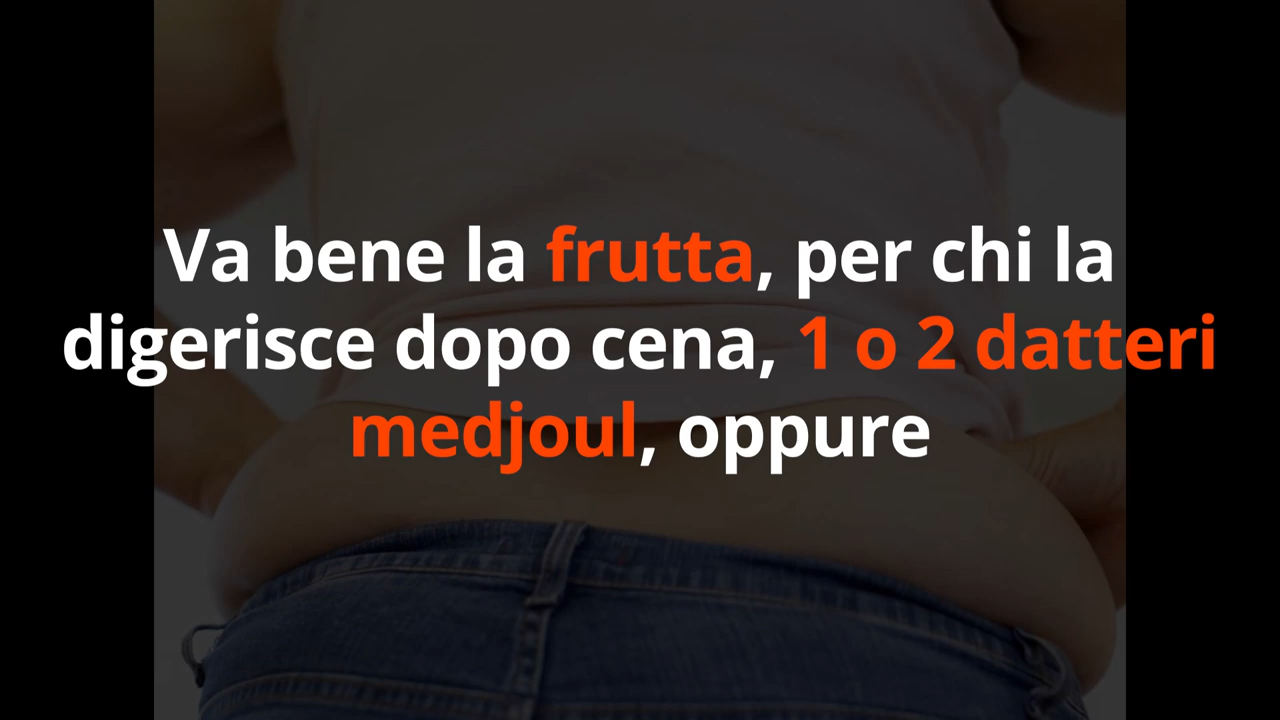 Va bene la frutta, per chi la
digerisce dopo cena, 1 o 2 datteri
medjoul, oppure